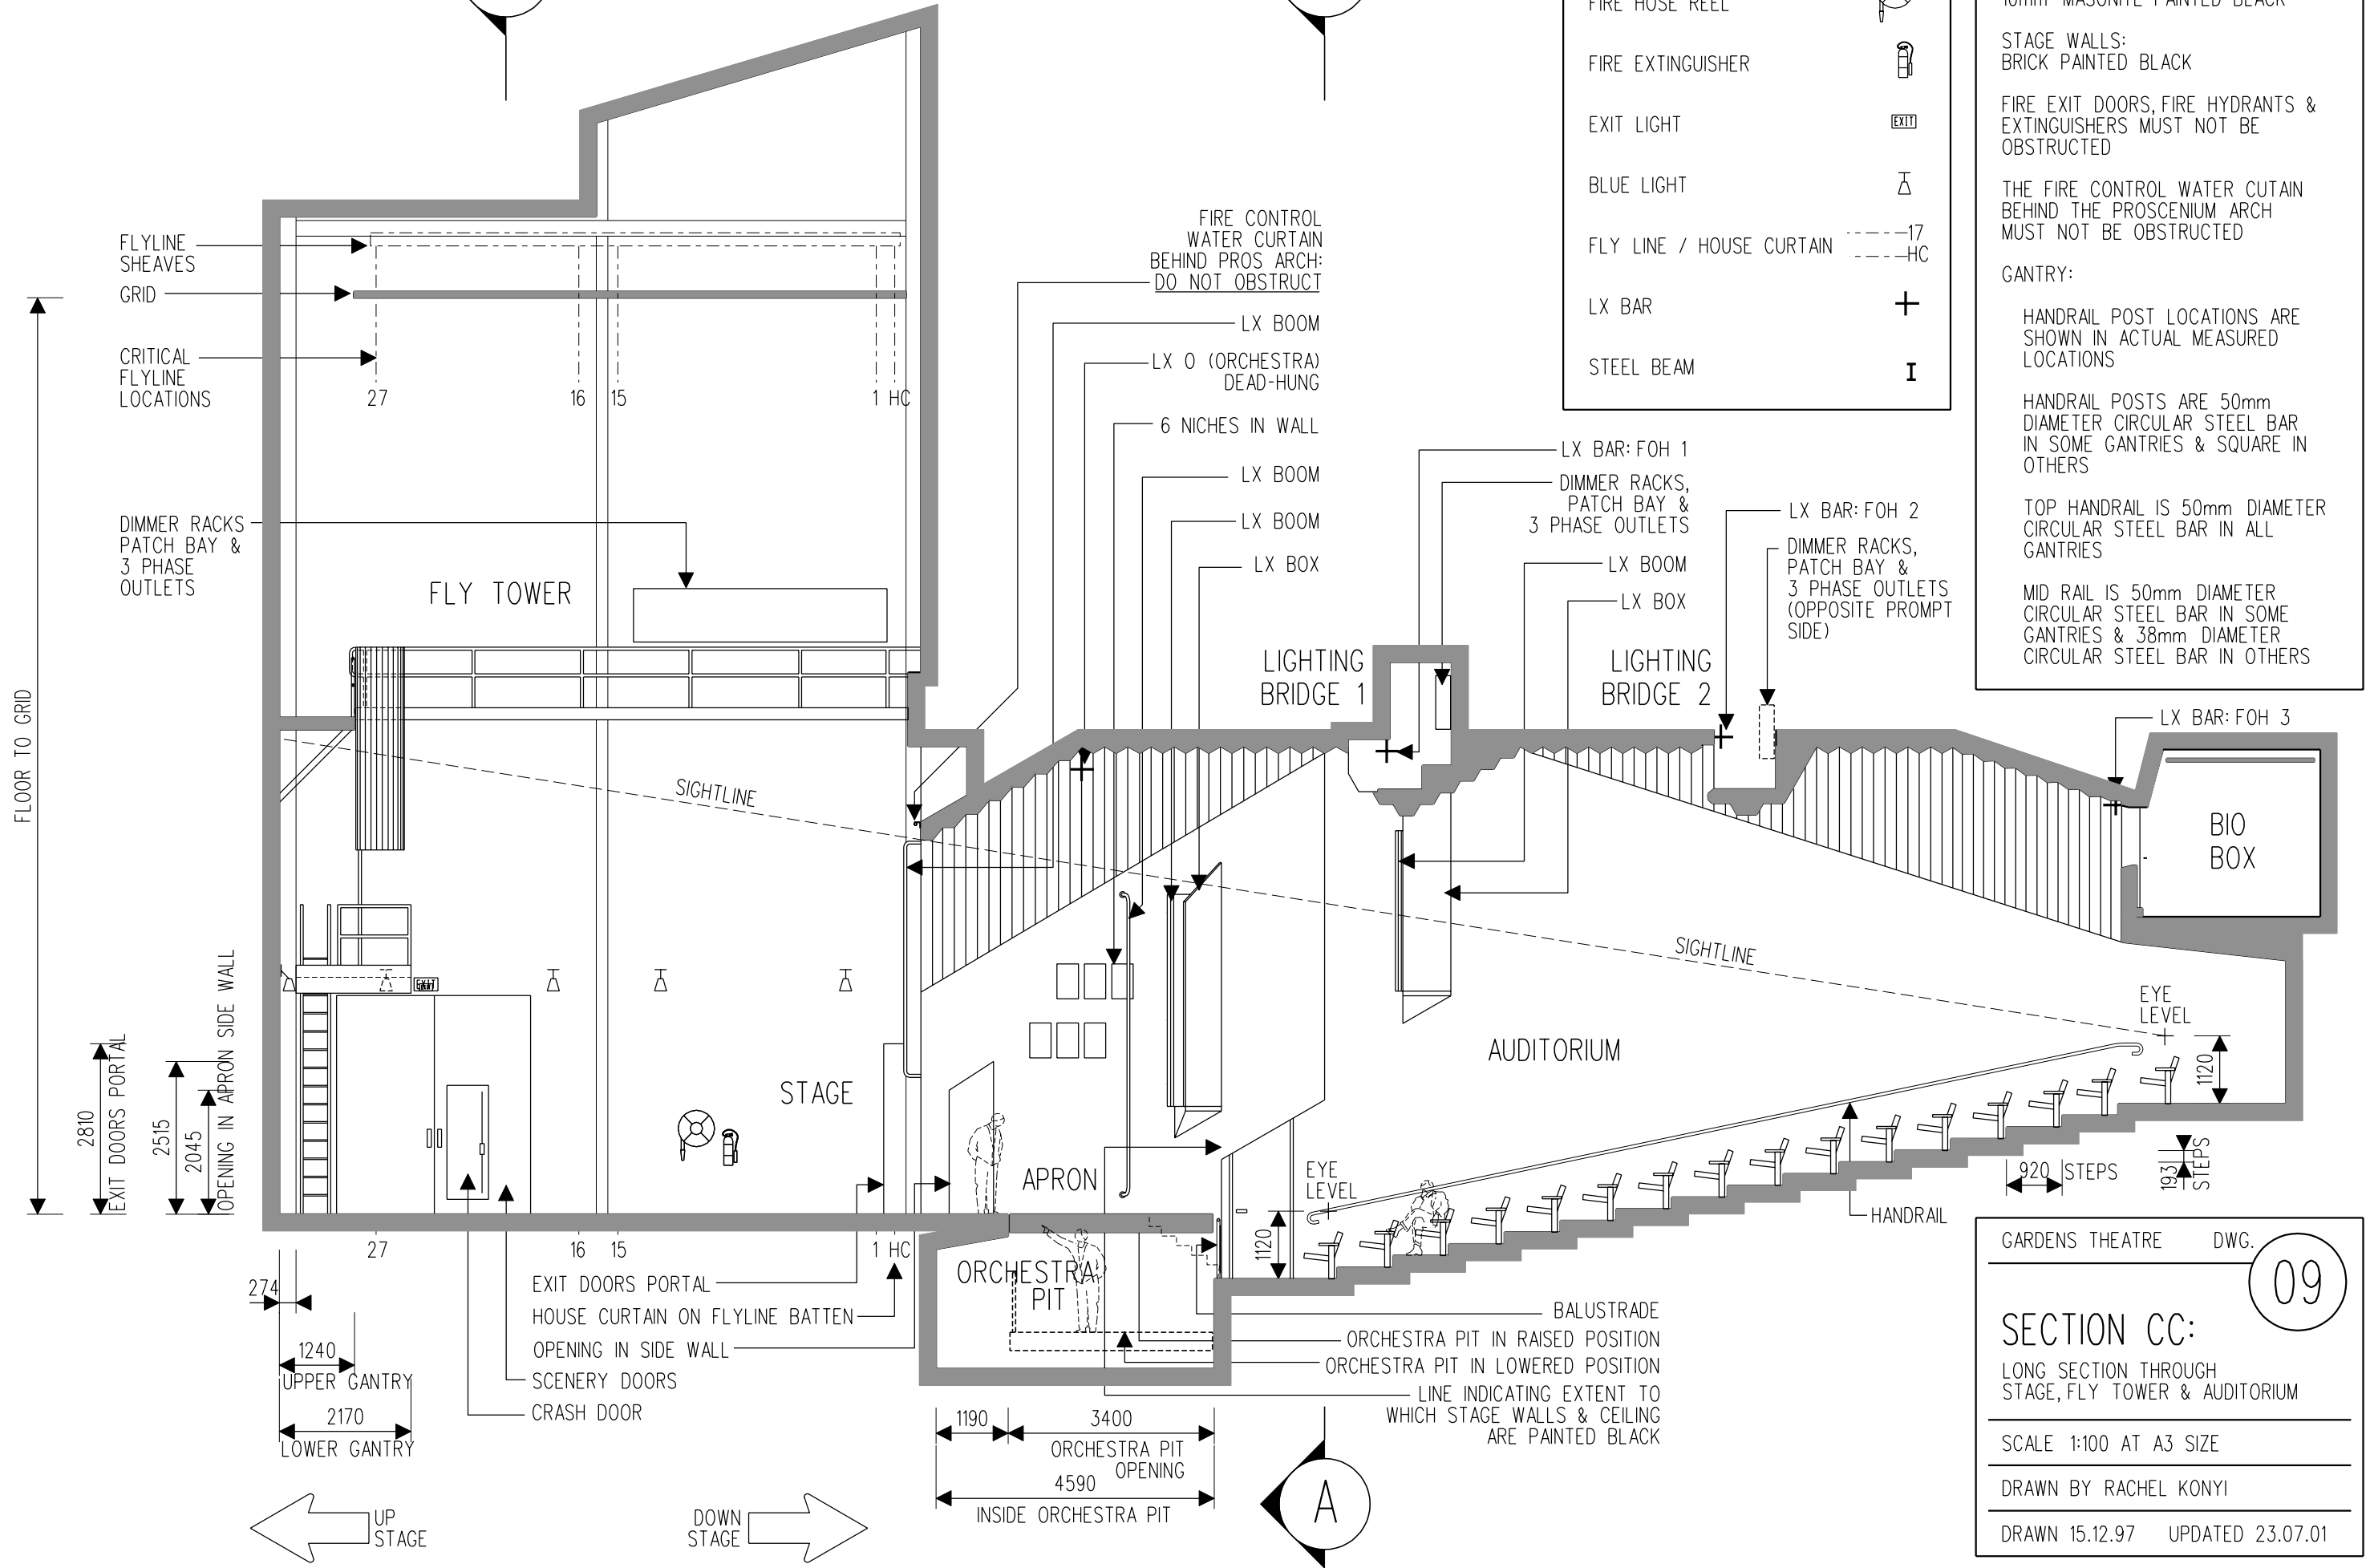 FIRE HOSE REEL
FIRE EXTINGUISHER
EXIT LIGHT
EXIT
BLUE LIGHT
FLY LINE / HOUSE CURTAIN
17
HC
LX BAR
STEEL BEAM
STAGE WALLS:
BRICK PAINTED BLACK
FIRE EXIT DOORS, FIRE HYDRANTS &
EXTINGUISHERS MUST NOT BE
OBSTRUCTED
THE FIRE CONTROL WATER CUTAIN
BEHIND THE PROSCENIUM ARCH
MUST NOT BE OBSTRUCTED
GANTRY:
HANDRAIL POST LOCATIONS ARE
SHOWN IN ACTUAL MEASURED
LOCATIONS
HANDRAIL POSTS ARE 50mm
DIAMETER CIRCULAR STEEL BAR
IN SOME GANTRIES & SQUARE IN
OTHERS
TOP HANDRAIL IS 50mm DIAMETER
CIRCULAR STEEL BAR IN ALL
GANTRIES
MID RAIL IS 50mm DIAMETER
CIRCULAR STEEL BAR IN SOME
GANTRIES & 38mm DIAMETER
CIRCULAR STEEL BAR IN OTHERS
FLYLINE
SHEAVES
GRID
CRITICAL
FLYLINE
LOCATIONS
27
16
15
1
HC
DIMMER RACKS
PATCH BAY &
3 PHASE
OUTLETS
FLY TOWER
FLOOR TO GRID
FIRE CONTROL
WATER CURTAIN
BEHIND PROS ARCH:
DO NOT OBSTRUCT
LX BOOM
LX O (ORCHESTRA)
DEAD-HUNG
6 NICHES IN WALL
LX BOOM
LX BOOM
LX BOX
LX BAR: FOH 1
DIMMER RACKS,
PATCH BAY &
3 PHASE OUTLETS
LX BOOM
LX BOX
LX BAR: FOH 2
DIMMER RACKS,
PATCH BAY &
3 PHASE OUTLETS
(OPPOSITE PROMPT
SIDE)
LIGHTING
BRIDGE 1
LIGHTING
BRIDGE 2
LX BAR: FOH 3
BIO
BOX
SIGHTLINE
SIGHTLINE
EYE
LEVEL
1120
AUDITORIUM
STAGE
APRON
EYE
LEVEL
1120
2810
EXIT DOORS PORTAL
2515
2045
OPENING IN APRON SIDE WALL
920 STEPS
193
STEPS
HANDRAIL
27
16
15
1
HC
ORCHESTRA
PIT
274
1240
UPPER GANTRY
2170
LOWER GANTRY
EXIT DOORS PORTAL
HOUSE CURTAIN ON FLYLINE BATTEN
OPENING IN SIDE WALL
SCENERY DOORS
CRASH DOOR
BALUSTRADE
ORCHESTRA PIT IN RAISED POSITION
ORCHESTRA PIT IN LOWERED POSITION
LINE INDICATING EXTENT TO
WHICH STAGE WALLS & CEILING
ARE PAINTED BLACK
1190
3400
ORCHESTRA PIT
OPENING
4590
INSIDE ORCHESTRA PIT
UP
STAGE
DOWN
STAGE
A
GARDENS THEATRE DWG.
09
SECTION CC:
LONG SECTION THROUGH
STAGE, FLY TOWER & AUDITORIUM
SCALE 1:100 AT A3 SIZE
DRAWN BY RACHEL KONYI
DRAWN 15.12.97 UPDATED 23.07.01